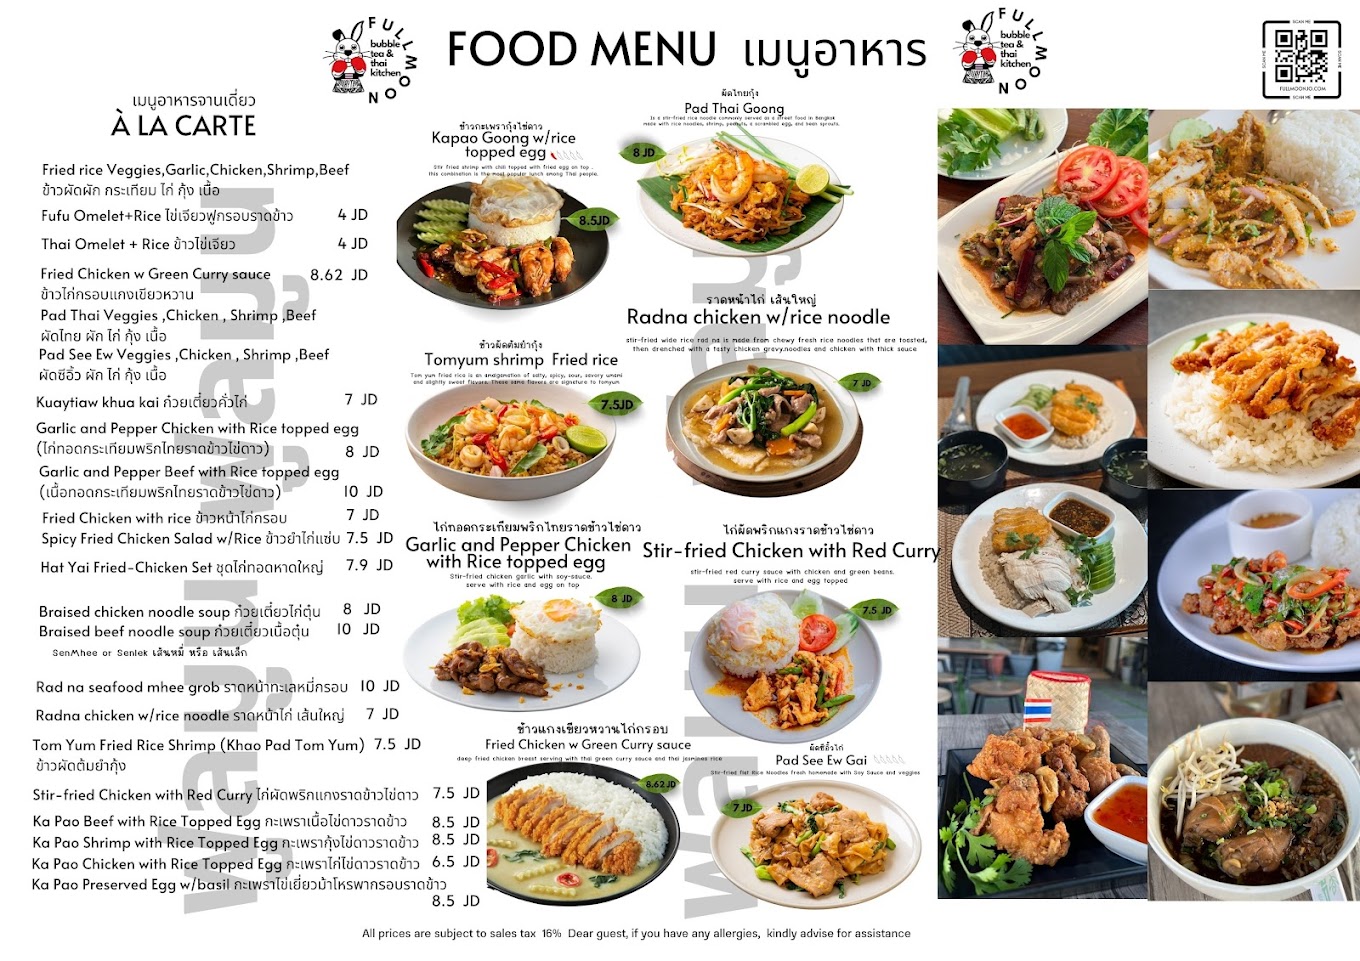 FULLMOON
bubble
tea &
thai
kitchen
FOOD MENU เมนูอาหาร
FULLMOON
bubble
tea &
thai
kitchen
SCAN ME
SCAN ME
SCAN ME
FULLMOONJO.COM
SCAN ME
เมนูอาหารจานเดี่ยว
À LA CARTE
Fried rice Veggies,Garlic,Chicken,Shrimp,Beef
ข้าวผัดผัก กระเทียม ไก่ กุ้ง เนื้อ
Fufu Omelet+Rice ไข่เจียวฟูกรอบราดข้าว 4 JD
Thai Omelet + Rice ข้าวไข่เจียว 4 JD
Fried Chicken w Green Curry sauce 8.62 JD
ข้าวไก่กรอบแกงเขียวหวาน
Pad Thai Veggies ,Chicken , Shrimp ,Beef
ผัดไทย ผัก ไก่ กุ้ง เนื้อ
Pad See Ew Veggies ,Chicken , Shrimp ,Beef
ผัดซีอิ้ว ผัก ไก่ กุ้ง เนื้อ
Kuaytiaw khua kai ก๋วยเตี๋ยวคั่วไก่ 7 JD
Garlic and Pepper Chicken with Rice topped egg
(ไก่ทอดกระเทียมพริกไทยราดข้าวไข่ดาว) 8 JD
Garlic and Pepper Beef with Rice topped egg
(เนื้อทอดกระเทียมพริกไทยราดข้าวไข่ดาว) 10 JD
Fried Chicken with rice ข้าวหน้าไก่กรอบ 7 JD
Spicy Fried Chicken Salad w/Rice ข้าวยำไก่แซ่บ 7.5 JD
Hat Yai Fried-Chicken Set ชุดไก่ทอดหาดใหญ่ 7.9 JD
Braised chicken noodle soup ก๋วยเตี๋ยวไก่ตุ๋น 8 JD
Braised beef noodle soup ก๋วยเตี๋ยวเนื้อตุ๋น 10 JD
SenMhee or Senlek เส้นหมี่ หรือ เส้นเล็ก
Rad na seafood mhee grob ราดหน้าทะเลหมี่กรอบ 10 JD
Radna chicken w/rice noodle ราดหน้าไก่ เส้นใหญ่ 7 JD
Tom Yum Fried Rice Shrimp (Khao Pad Tom Yum) 7.5 JD
ข้าวผัดต้มยำกุ้ง
Stir-fried Chicken with Red Curry ไก่ผัดพริกแกงราดข้าวไข่ดาว 7.5 JD
Ka Pao Beef with Rice Topped Egg กะเพราเนื้อไข่ดาวราดข้าว 8.5 JD
Ka Pao Shrimp with Rice Topped Egg กะเพรากุ้งไข่ดาวราดข้าว 8.5 JD
Ka Pao Chicken with Rice Topped Egg กะเพราไก่ไข่ดาวราดข้าว 6.5 JD
Ka Pao Preserved Egg w/basil กะเพราไข่เยี่ยวม้าโหรพากรอบราดข้าว
8.5 JD
ข้าวกะเพรากุ้งไข่ดาว
Kapao Goong w/rice
topped egg
Stir fried shrimp with chili topped with fried egg on top .
this combination is the most popular lunch among Thai people.
8.5JD
ผัดไทยกุ้ง
Pad Thai Goong
Is a stir-fried rice noodle commonly served as a street food in Bangkok
made with rice noodles, shrimp, peanuts, a scrambled egg, and bean sprouts.
8 JD
ข้าวผัดต้มยำกุ้ง
Tomyum shrimp Fried rice
Tom yum fried rice is an amalgamation of salty, spicy, sour, savory umami
and slightly sweet flavors. These same flavors are signature to tomyum
7.5JD
ราดหน้าไก่ เส้นใหญ่
Radna chicken w/rice noodle
stir-fried wide rice rad na is made from chewy fresh rice noodles that are toasted,
then drenched with a tasty chicken gravy.noodles and chicken with thick sauce
7 JD
ไก่ทอดกระเทียมพริกไทยราดข้าวไข่ดาว
Garlic and Pepper Chicken
with Rice topped egg
Stir-fried chicken garlic with soy-sauce.
serve with rice and egg on top
8 JD
ไก่ผัดพริกแกงราดข้าวไข่ดาว
Stir-fried Chicken with Red Curry
stir-fried red curry sauce with chicken and green beans.
serve with rice and egg topped
7.5 JD
ข้าวแกงเขียวหวานไก่กรอบ
Fried Chicken w Green Curry sauce
deep fried chicken breast serving with thai green curry sauce and thai jasmines rice
8.62JD
ผัดซีอิ้วไก่
Pad See Ew Gai
Stir-fried flat Rice Noodles fresh homemade with Soy Sauce and veggies
7 JD
All prices are subject to sales tax 16% Dear guest, if you have any allergies, kindly advise for assistance